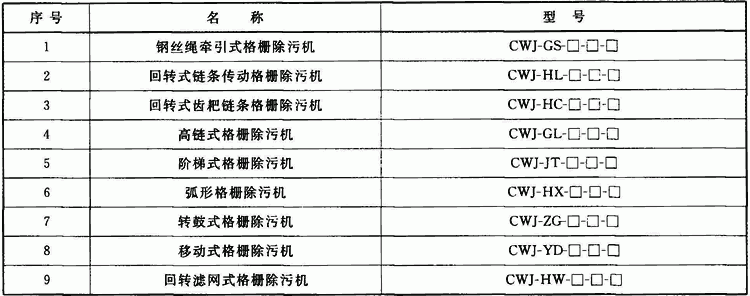 序号 名称 型号
1 钢丝绳牵引式格栅除污机 CWJ-GS-□-□-□
2 回转式链条传动格栅除污机 CWJ-HL-□-□-□
3 回转式齿耙链条格栅除污机 CWJ-HC-□-□-□
4 高链式格栅除污机 CWJ-GL-□-□-□
5 阶梯式格栅除污机 CWJ-JT-□-□-□
6 弧形格栅除污机 CWJ-HX-□-□-□
7 转鼓式格栅除污机 CWJ-ZG-□-□-□
8 移动式格栅除污机 CWJ-YD-□-□-□
9 回转滤网式格栅除污机 CWJ-HW-□-□-□